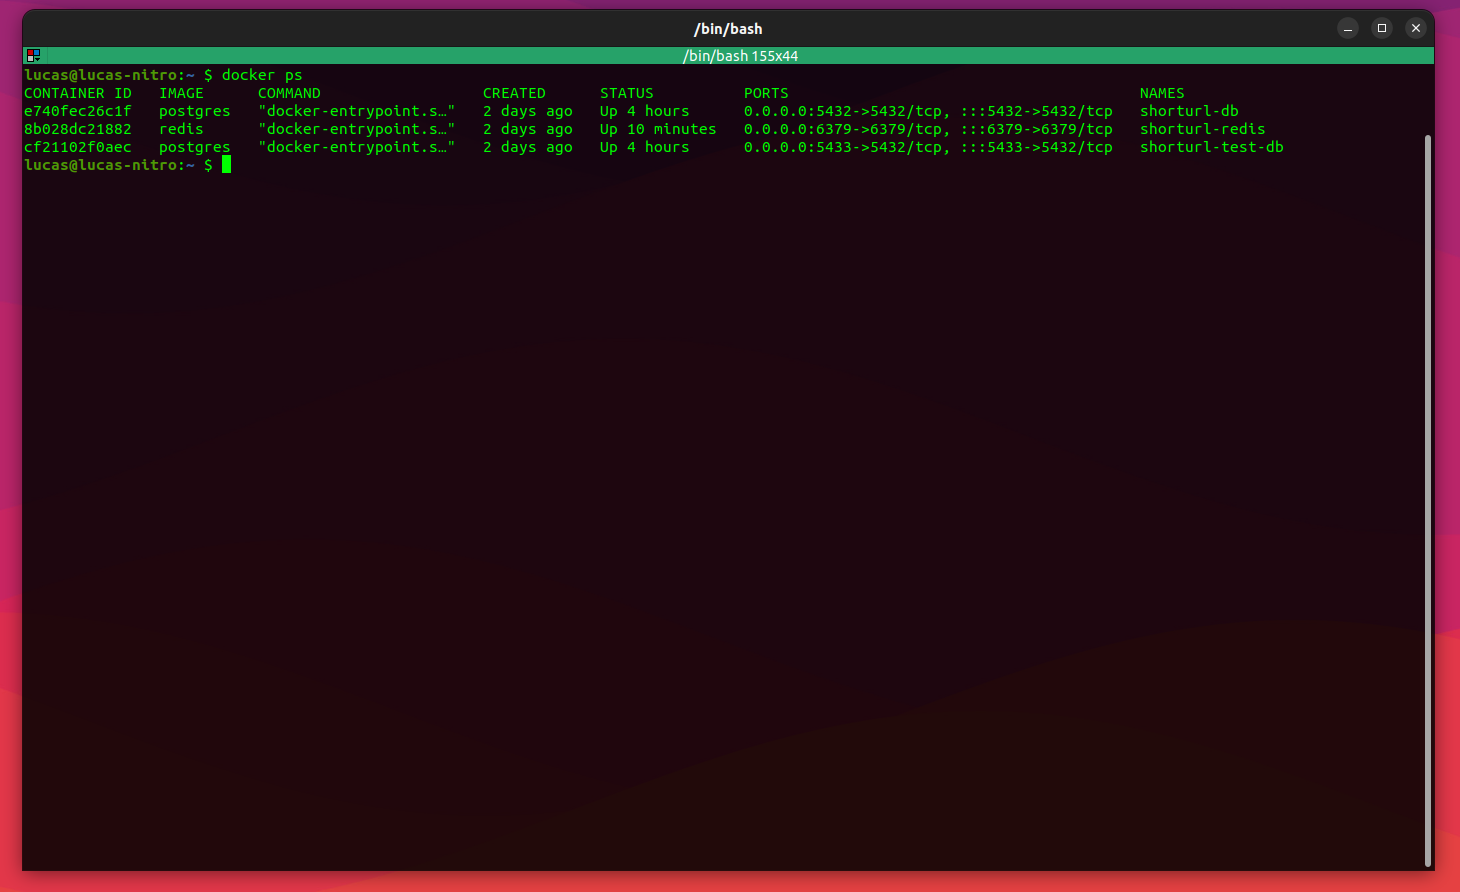 /bin/bash
/bin/bash 155x44
lucas@lucas-nitro:~ $ docker ps
CONTAINER ID   IMAGE      COMMAND                  CREATED      STATUS         PORTS                                       NAMES
e740fec26c1f   postgres   "docker-entrypoint.s…"   2 days ago   Up 4 hours     0.0.0.0:5432->5432/tcp, :::5432->5432/tcp   shorturl-db
8b028dc21882   redis      "docker-entrypoint.s…"   2 days ago   Up 10 minutes   0.0.0.0:6379->6379/tcp, :::6379->6379/tcp   shorturl-redis
cf21102f0aec   postgres   "docker-entrypoint.s…"   2 days ago   Up 4 hours     0.0.0.0:5433->5432/tcp, :::5433->5432/tcp   shorturl-test-db
lucas@lucas-nitro:~ $